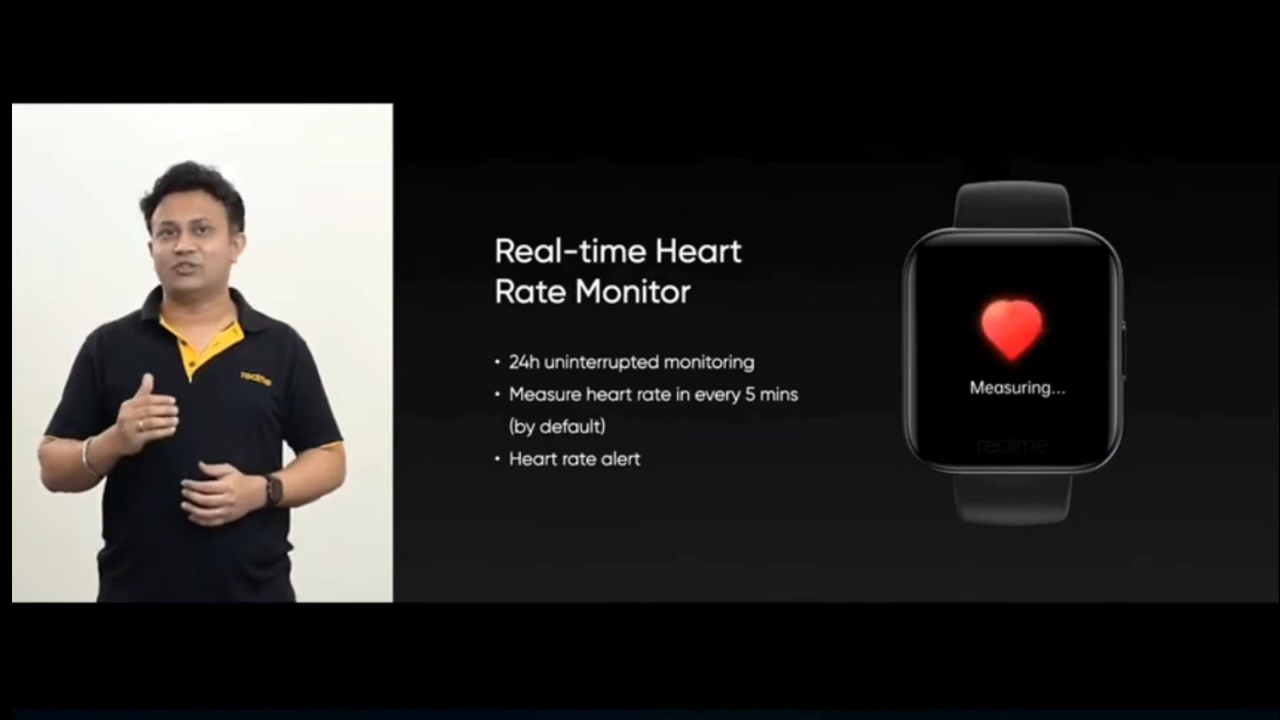 Real-time Heart
Rate Monitor
• 24h uninterrupted monitoring
• Measure heart rate in every 5 mins
(by default)
• Heart rate alert
Measuring...
realme
realme